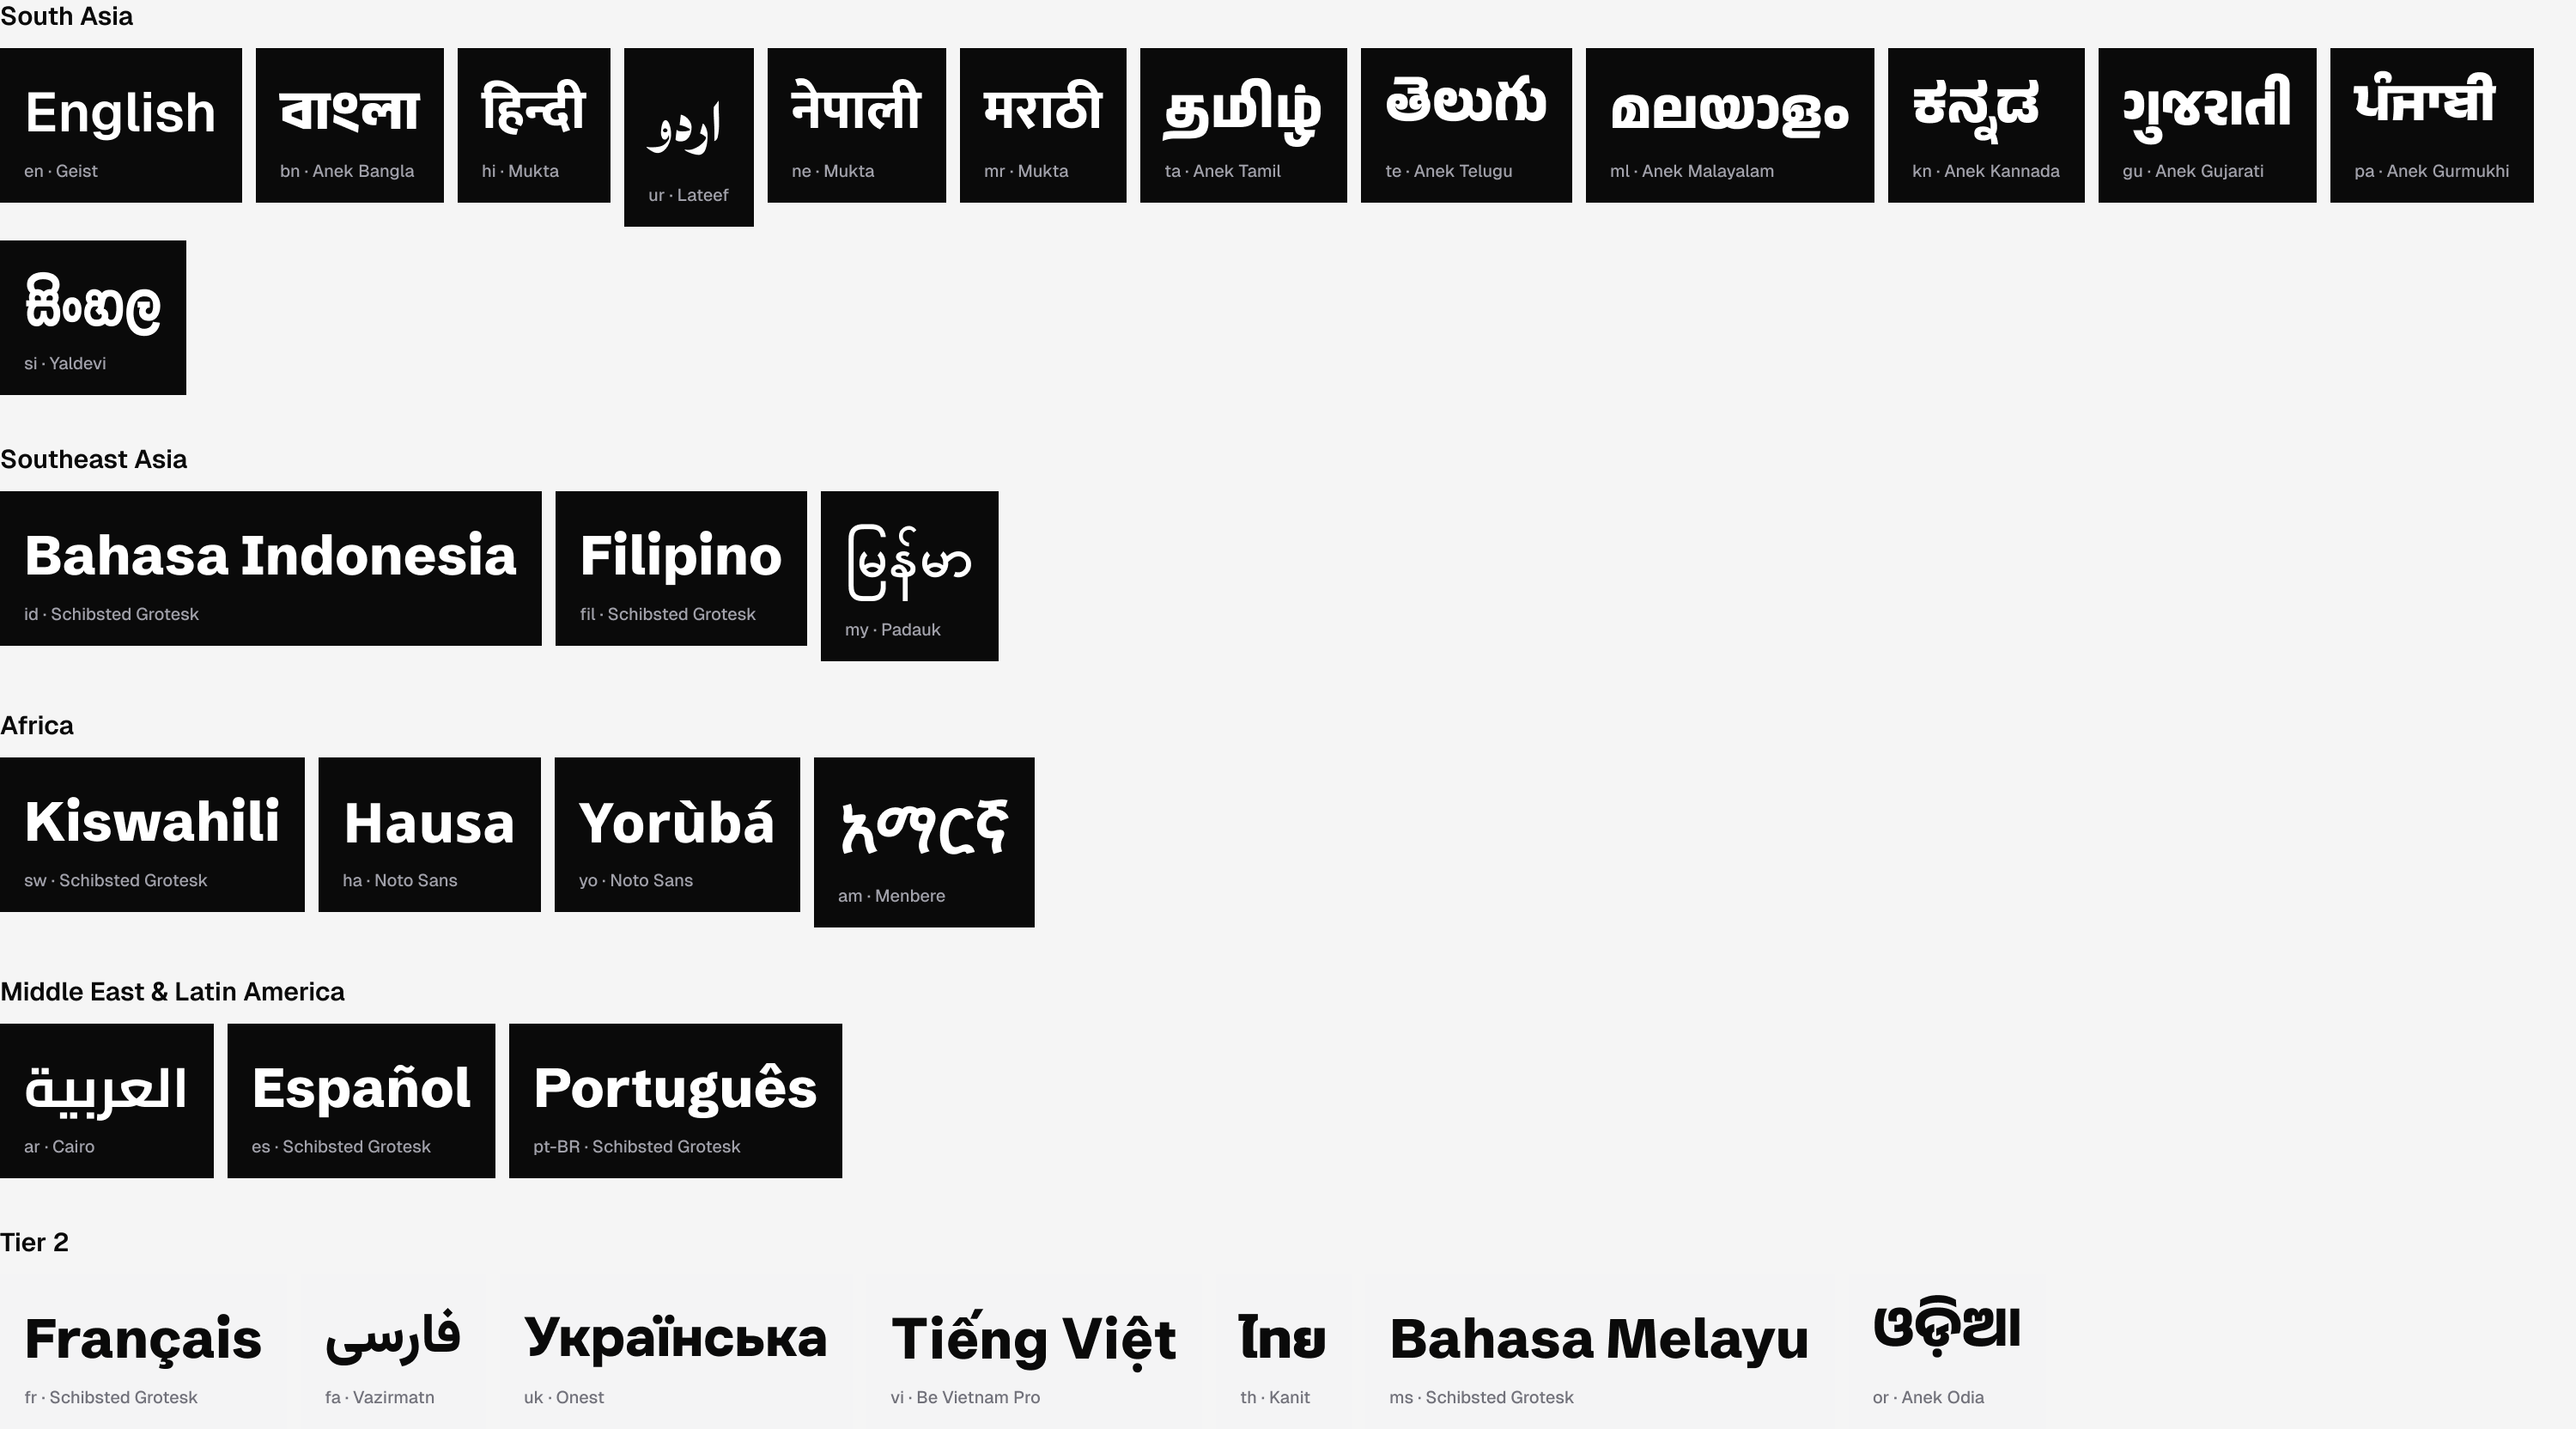 South Asia
English বাংলা हिन्दी اردو नेपाली मराठी தமிழ் తెలుగు മലയാളം ಕನ್ನಡ ગુજરાતી ਪੰਜਾਬੀ
en · Geist bn · Anek Bangla hi · Mukta ur · Lateef ne · Mukta mr · Mukta ta · Anek Tamil te · Anek Telugu ml · Anek Malayalam kn · Anek Kannada gu · Anek Gujarati pa · Anek Gurmukhi
සිංහල
si · Yaldevi
Southeast Asia
Bahasa Indonesia Filipino မြန်မာ
id · Schibsted Grotesk fil · Schibsted Grotesk my · Padauk
Africa
Kiswahili Hausa Yorùbá አማርኛ
sw · Schibsted Grotesk ha · Noto Sans yo · Noto Sans am · Menbere
Middle East & Latin America
العربية Español Português
ar · Cairo es · Schibsted Grotesk pt-BR · Schibsted Grotesk
Tier 2
Français فارسی Українська Tiếng Việt ไทย Bahasa Melayu ଓଡ଼ିଆ
fr · Schibsted Grotesk fa · Vazirmatn uk · Onest vi · Be Vietnam Pro th · Kanit ms · Schibsted Grotesk or · Anek Odia